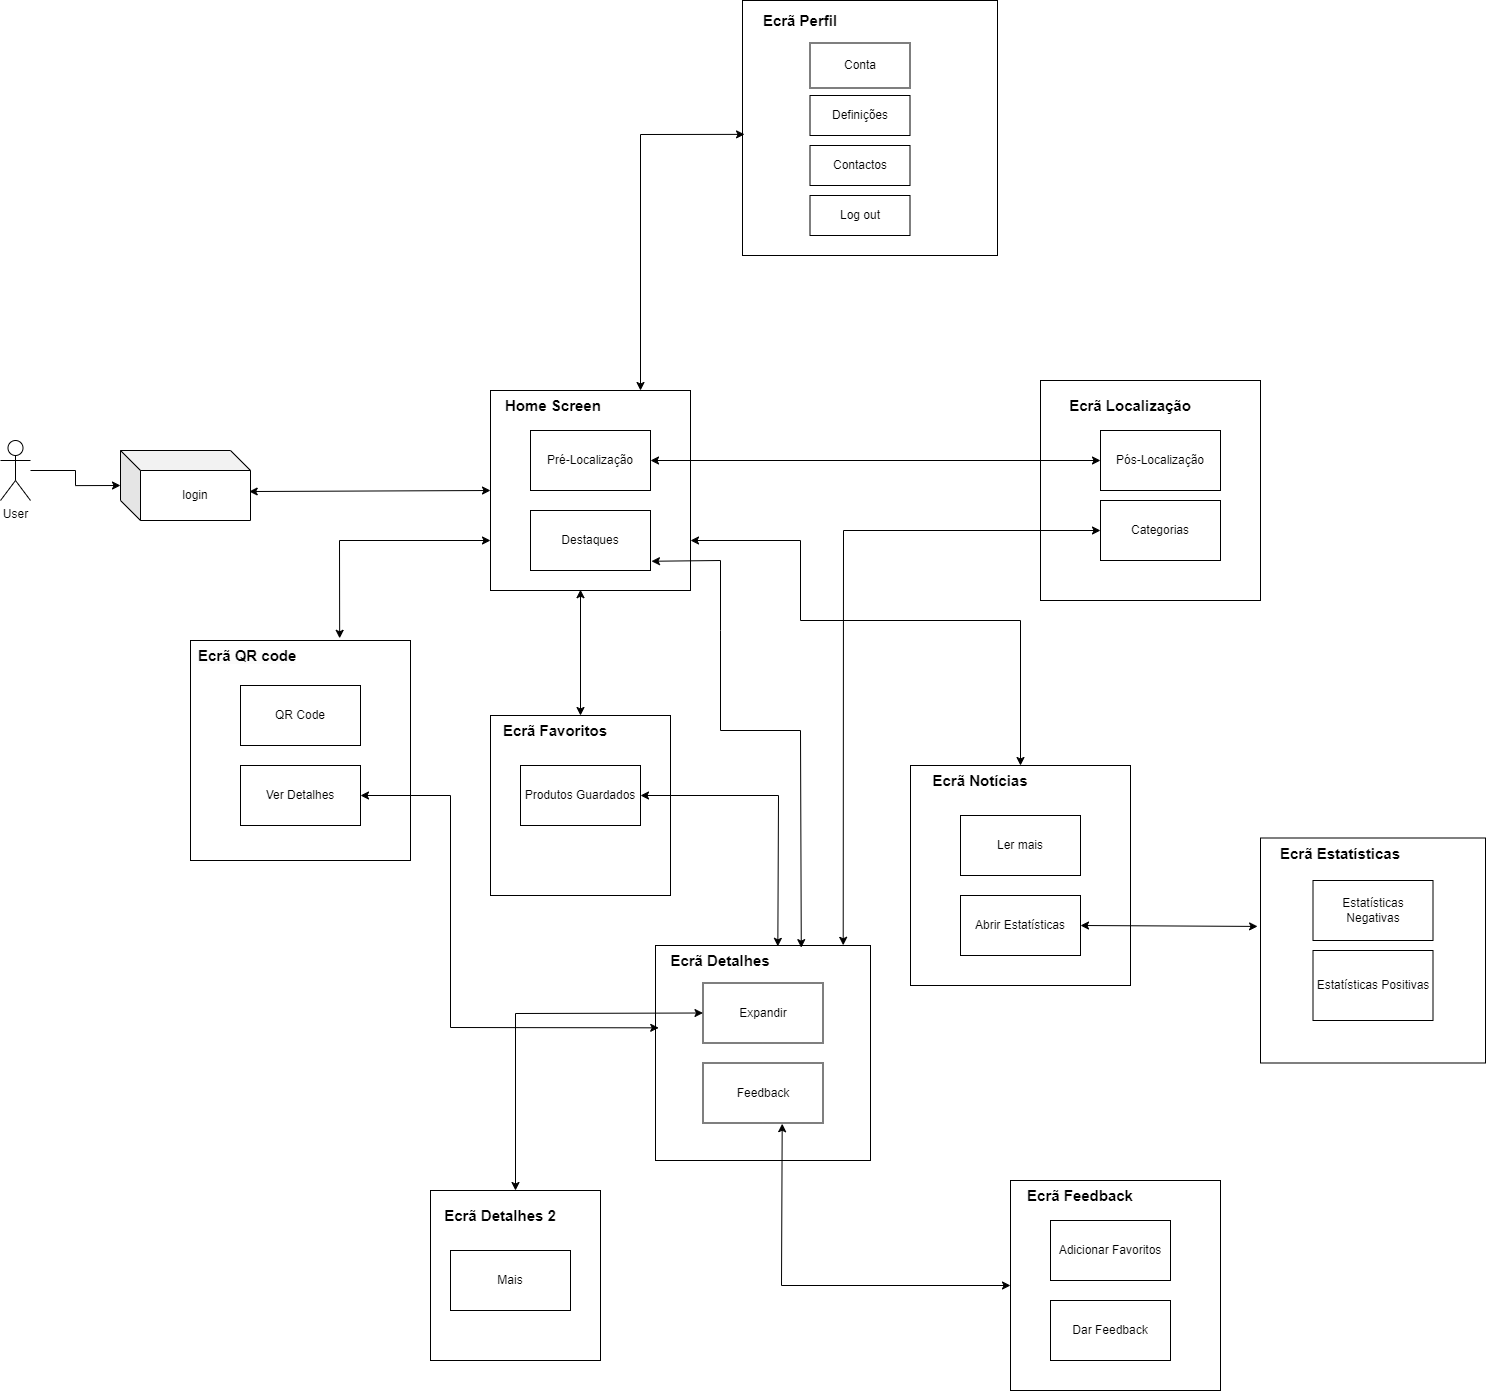 Ecrã Perfil
Conta
Definições
Contactos
Log out
Home Screen
Pré-Localização
Destaques
Ecrã Localização
Pós-Localização
Categorias
User
login
Ecrã QR code
QR Code
Ver Detalhes
Ecrã Favoritos
Produtos Guardados
Ecrã Notícias
Ler mais
Abrir Estatísticas
Ecrã Estatísticas
Estatísticas
Negativas
Estatísticas Positivas
Ecrã Detalhes
Expandir
Feedback
Ecrã Detalhes 2
Mais
Ecrã Feedback
Adicionar Favoritos
Dar Feedback